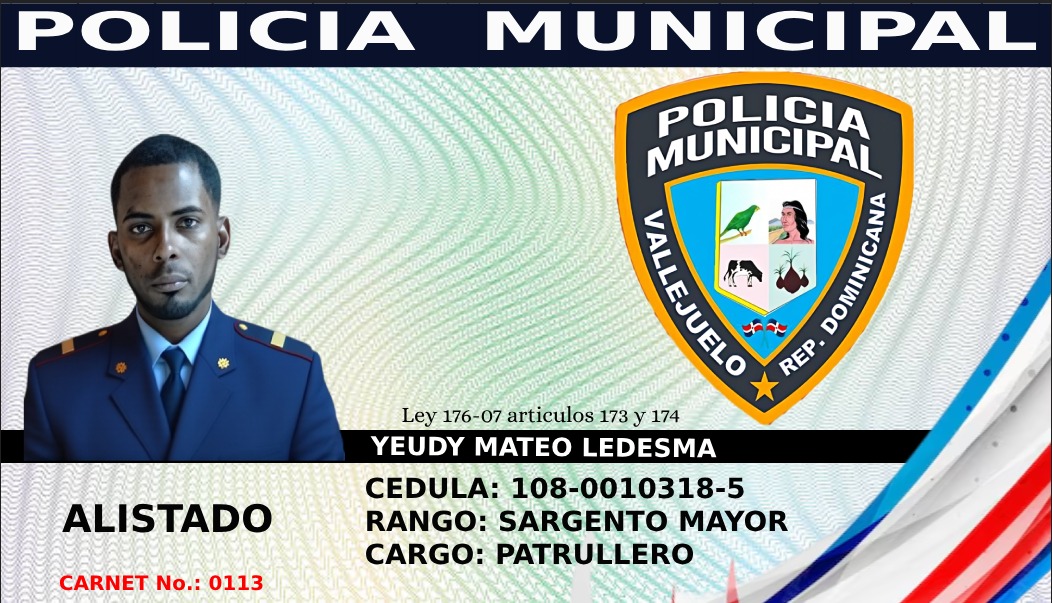 POLICIA MUNICIPAL
POLICIA
MUNICIPAL
VALLEJUELO
REP. DOMINICANA
Ley 176-07 articulos 173 y 174
YEUDY MATEO LEDESMA
CEDULA: 108-0010318-5
ALISTADO
RANGO: SARGENTO MAYOR
CARGO: PATRULLERO
CARNET No.: 0113